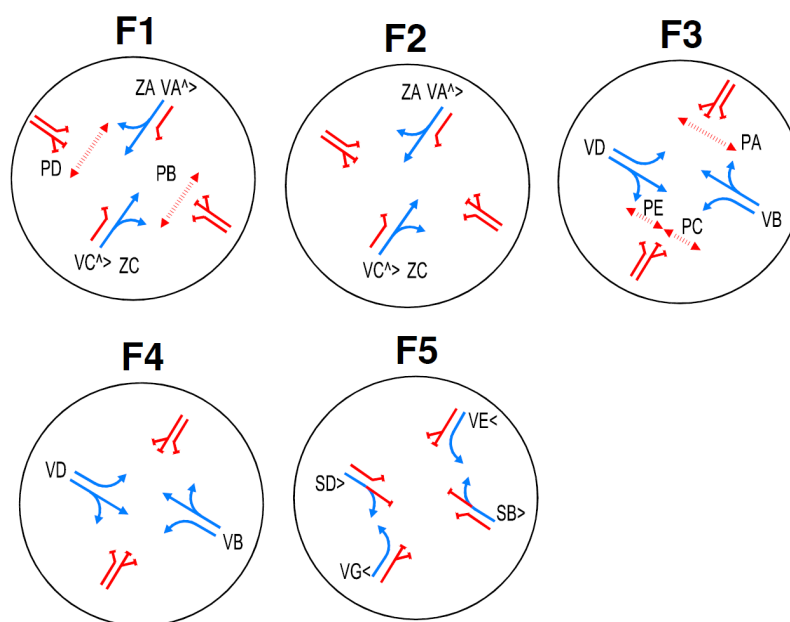 F1
F2
F3
ZA VA^>
PD
PB
VC^> ZC
ZA VA^>
VC^> ZC
VD
PA
PE
PC
VB
F4
F5
VD
VB
VE<
SD>
SB>
VG<